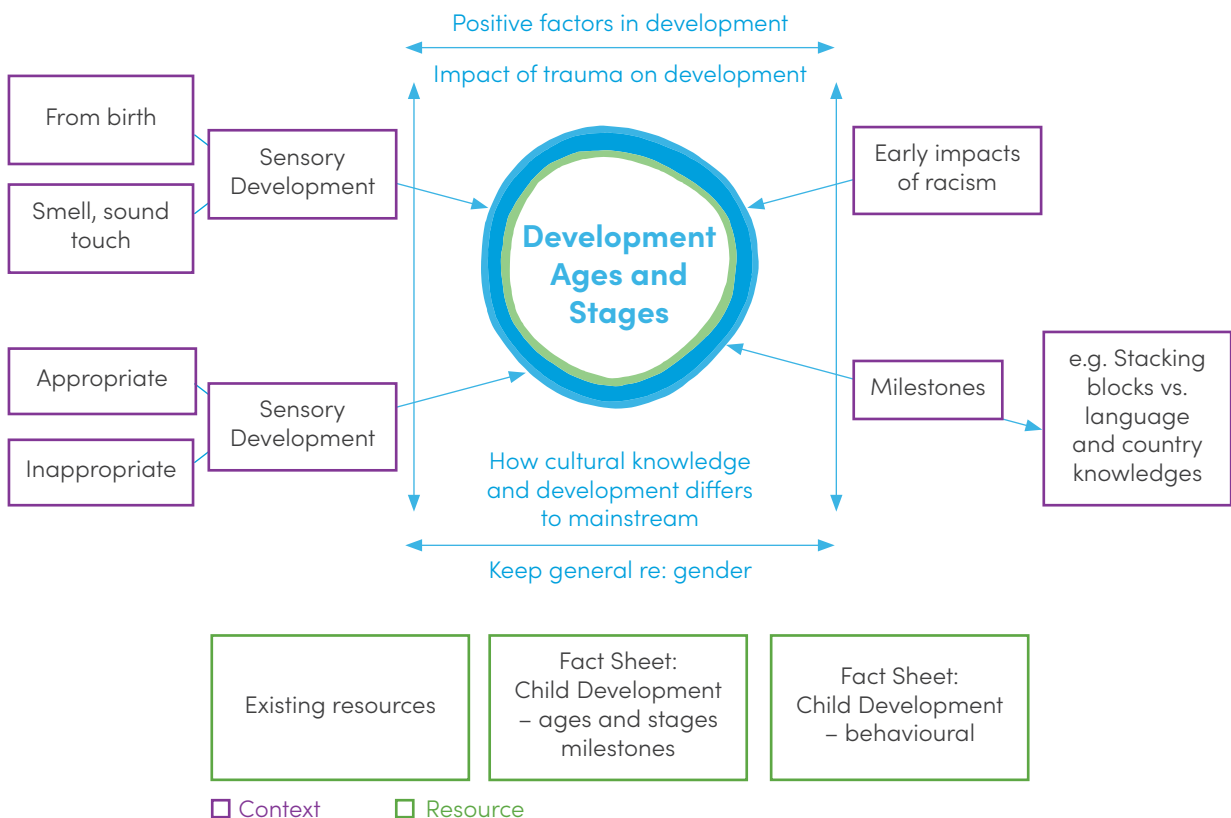 Positive factors in development
Impact of trauma on development
From birth
Smell, sound
touch
Sensory
Development
Appropriate
Inappropriate
Sensory
Development
Development
Ages and
Stages
Early impacts
of racism
Milestones
e.g. Stacking
blocks vs.
language
and country
knowledges
How cultural knowledge
and development differs
to mainstream
Keep general re: gender
Existing resources
Fact Sheet:
Child Development
– ages and stages
milestones
Fact Sheet:
Child Development
– behavioural
Context
Resource